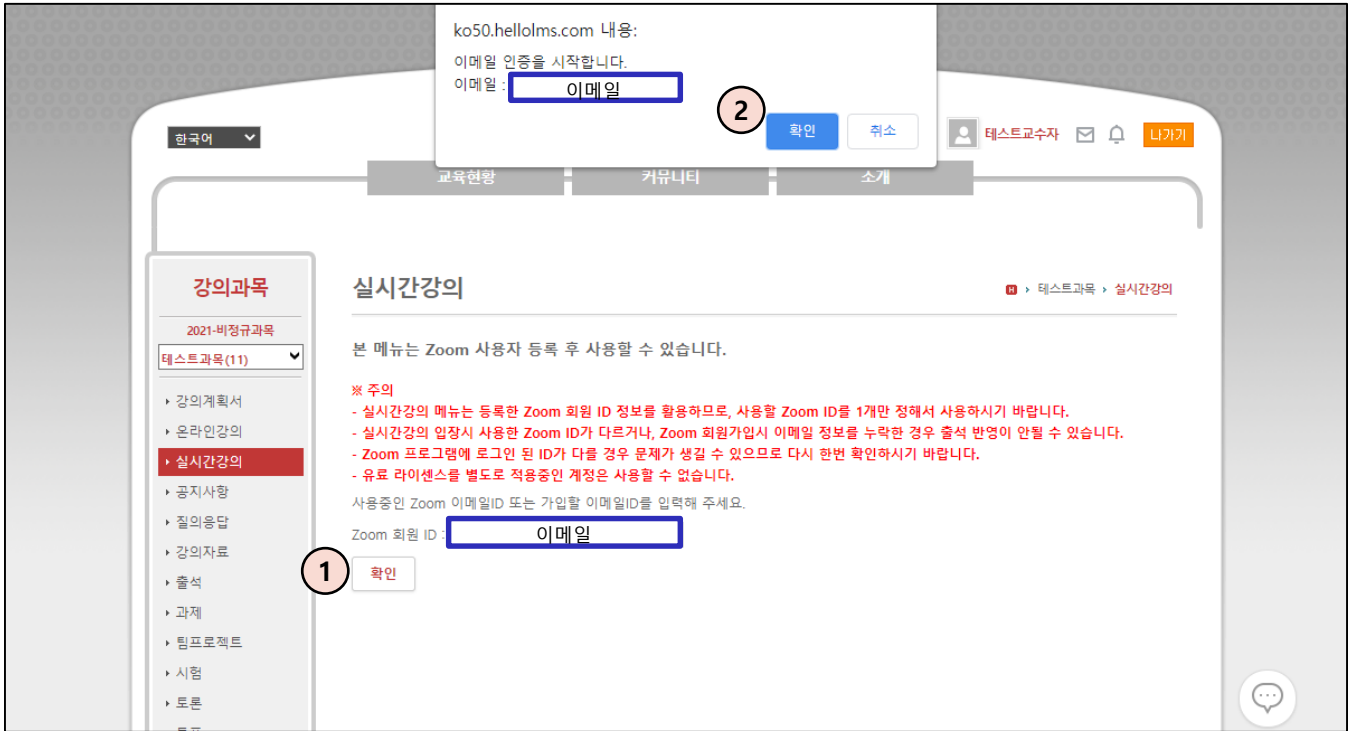 ko50.hellolms.com 내용:
이메일 인증을 시작합니다.
이메일 : 이메일
2
확인 취소
한국어
테스트교수자 나가기
교육현황 커뮤니티 소개
강의과목
2021-비정규과목
테스트과목(11)
강의계획서
온라인강의
실시간강의
공지사항
질의응답
강의자료
출석
과제
팀프로젝트
시험
토론
실시간강의
H › 테스트과목 › 실시간강의
본 메뉴는 Zoom 사용자 등록 후 사용할 수 있습니다.
※ 주의
- 실시간강의 메뉴는 등록한 Zoom 회원 ID 정보를 활용하므로, 사용할 Zoom ID를 1개만 정해서 사용하시기 바랍니다.
- 실시간강의 입장시 사용한 Zoom ID가 다르거나, Zoom 회원가입시 이메일 정보를 누락한 경우 출석 반영이 안될 수 있습니다.
- Zoom 프로그램에 로그인 된 ID가 다를 경우 문제가 생길 수 있으므로 다시 한번 확인하시기 바랍니다.
- 유료 라이센스를 별도로 적용중인 계정은 사용할 수 없습니다.
사용중인 Zoom 이메일ID 또는 가입할 이메일ID를 입력해 주세요.
Zoom 회원 ID : 이메일
1
확인